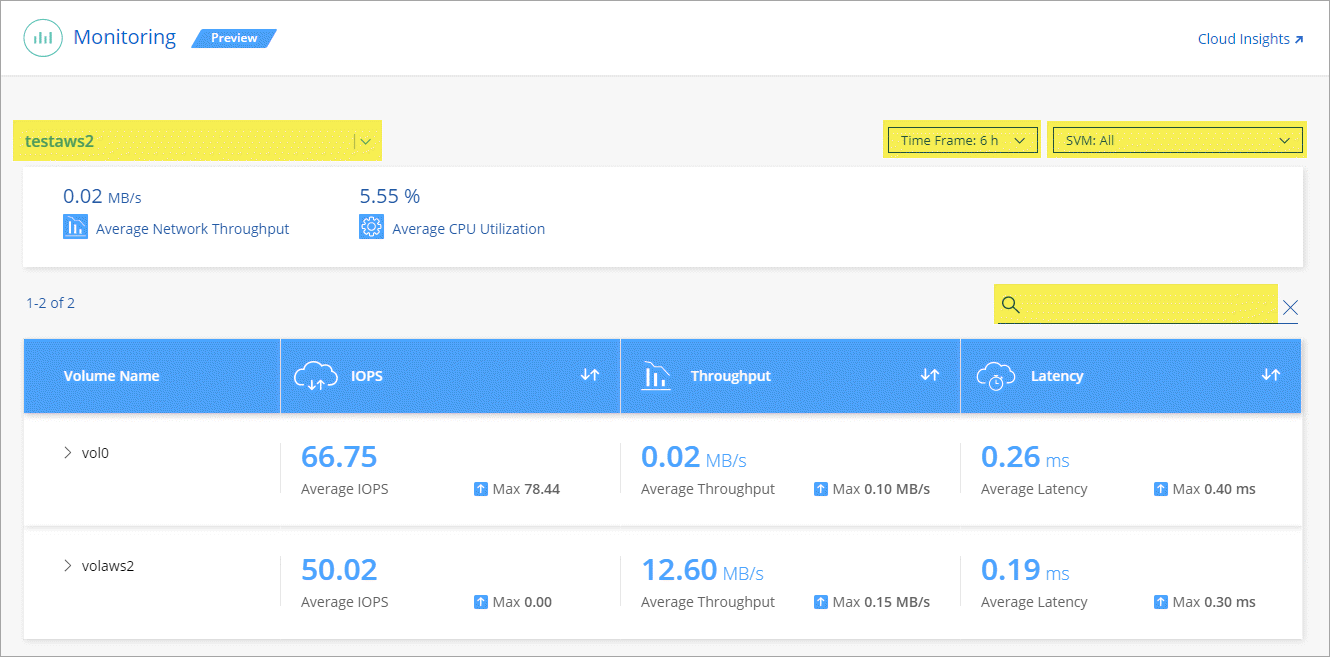 Monitoring Preview Cloud Insights
testaws2 Time Frame: 6 h SVM: All
0.02 MB/s 5.55 %
Average Network Throughput Average CPU Utilization
1-2 of 2
Volume Name IOPS Throughput Latency
vol0 66.75 0.02 MB/s 0.26 ms
Average IOPS Max 78.44 Average Throughput Max 0.10 MB/s Average Latency Max 0.40 ms
volaws2 50.02 12.60 MB/s 0.19 ms
Average IOPS Max 0.00 Average Throughput Max 0.15 MB/s Average Latency Max 0.30 ms